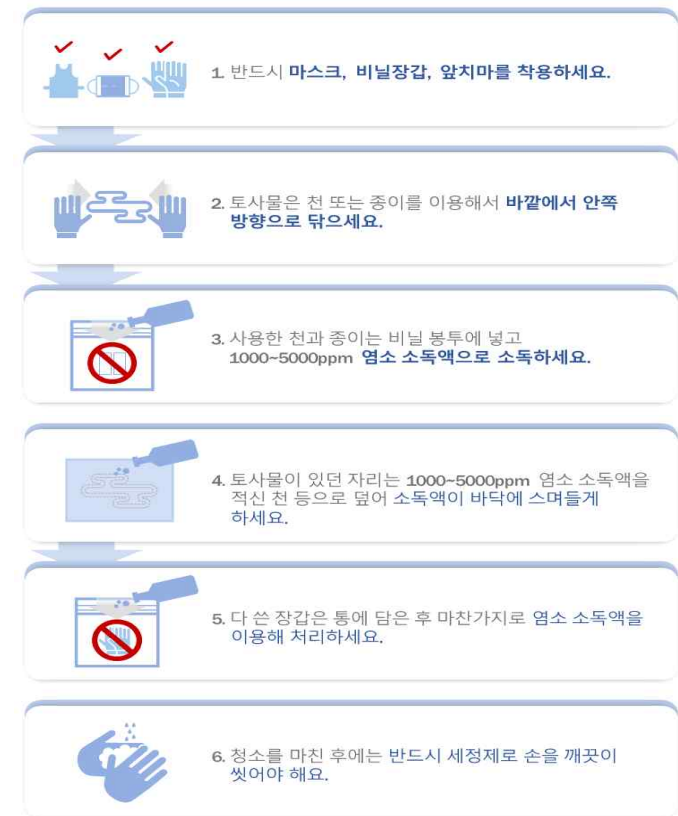 1. 반드시 마스크, 비닐장갑, 앞치마를 착용하세요.
2. 토사물은 천 또는 종이를 이용해서 바깥에서 안쪽
방향으로 닦으세요.
3. 사용한 천과 종이는 비닐 봉투에 넣고
1000~5000ppm 염소 소독액으로 소독하세요.
4. 토사물이 있던 자리는 1000~5000ppm 염소 소독액을
적신 천 등으로 덮어 소독액이 바닥에 스며들게
하세요.
5. 다 쓴 장갑은 통에 담은 후 마찬가지로 염소 소독액을
이용해 처리하세요.
6. 청소를 마친 후에는 반드시 세정제로 손을 깨끗이
씻어야 해요.